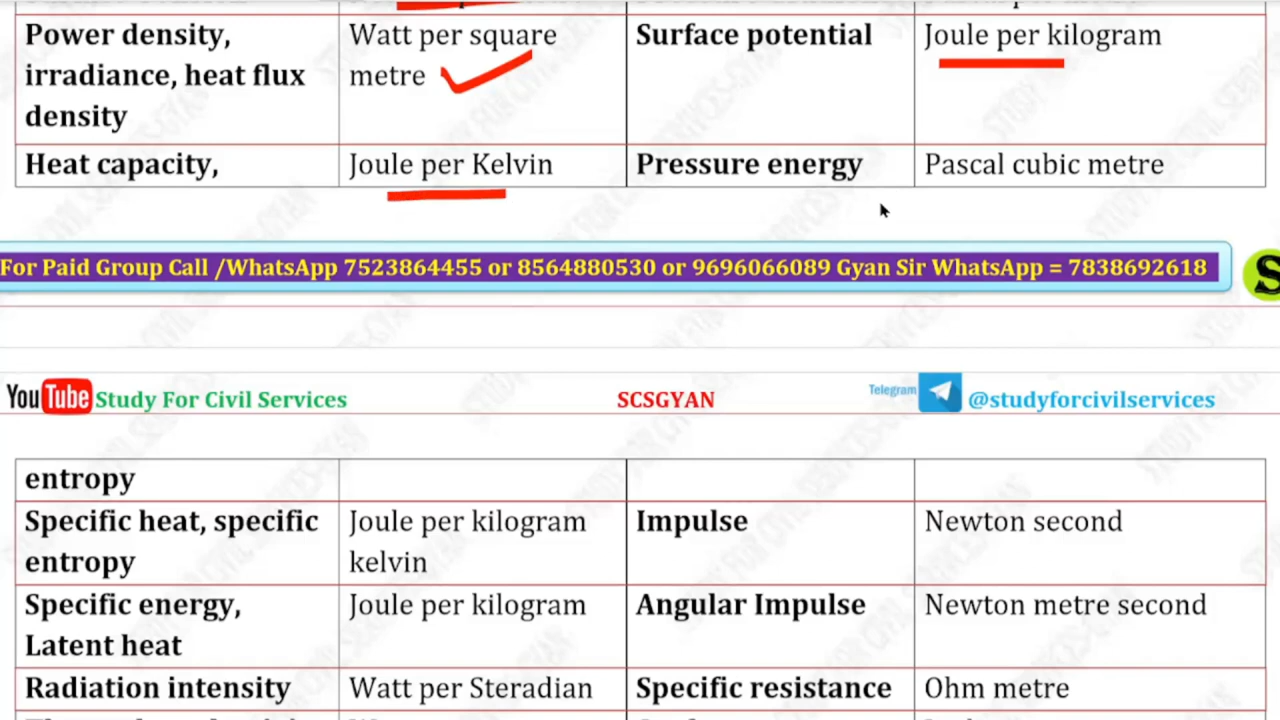 Power density, Watt per square Surface potential Joule per kilogram
irradiance, heat flux metre
density
Heat capacity, Joule per Kelvin Pressure energy Pascal cubic metre
For Paid Group Call /WhatsApp 7523864455 or 8564880530 or 9696066089 Gyan Sir WhatsApp = 7838692618
S
YouTube Study For Civil Services SCSGYAN Telegram @studyforcivilservices
entropy
Specific heat, specific Joule per kilogram Impulse Newton second
entropy kelvin
Specific energy, Joule per kilogram Angular Impulse Newton metre second
Latent heat
Radiation intensity Watt per Steradian Specific resistance Ohm metre